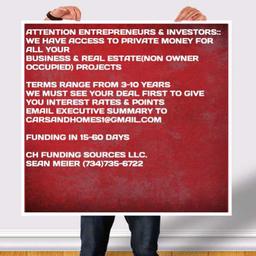 ATTENTION ENTREPRENEURS & INVESTORS::
WE HAVE ACCESS TO PRIVATE MONEY FOR
ALL YOUR
BUSINESS & REAL ESTATE(NON OWNER
OCCUPIED) PROJECTS
TERMS RANGE FROM 3-10 YEARS
WE MUST SEE YOUR DEAL FIRST TO GIVE
YOU INTEREST RATES & POINTS
EMAIL EXECUTIVE SUMMARY TO
CARSANDHOMES1@GMAIL.COM
FUNDING IN 15-60 DAYS
CH FUNDING SOURCES LLC.
SEAN MEIER (734)735-6722